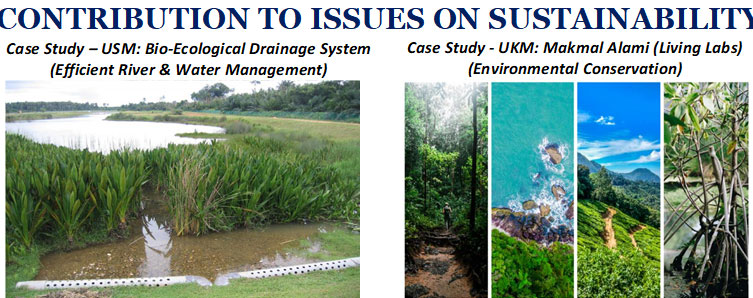 CONTRIBUTION TO ISSUES ON SUSTAINABILITY
Case Study – USM: Bio-Ecological Drainage System
(Efficient River & Water Management)
Case Study - UKM: Makmal Alami (Living Labs)
(Environmental Conservation)